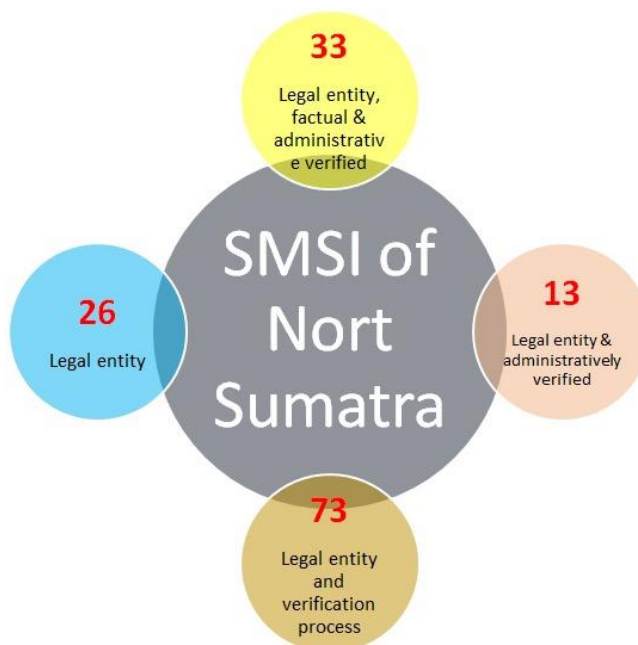 33
Legal entity,
factual &
administrativ
e verified
SMSI of
Nort
Sumatra
26
Legal entity
13
Legal entity &
administratively
verified
73
Legal entity
and
verification
process